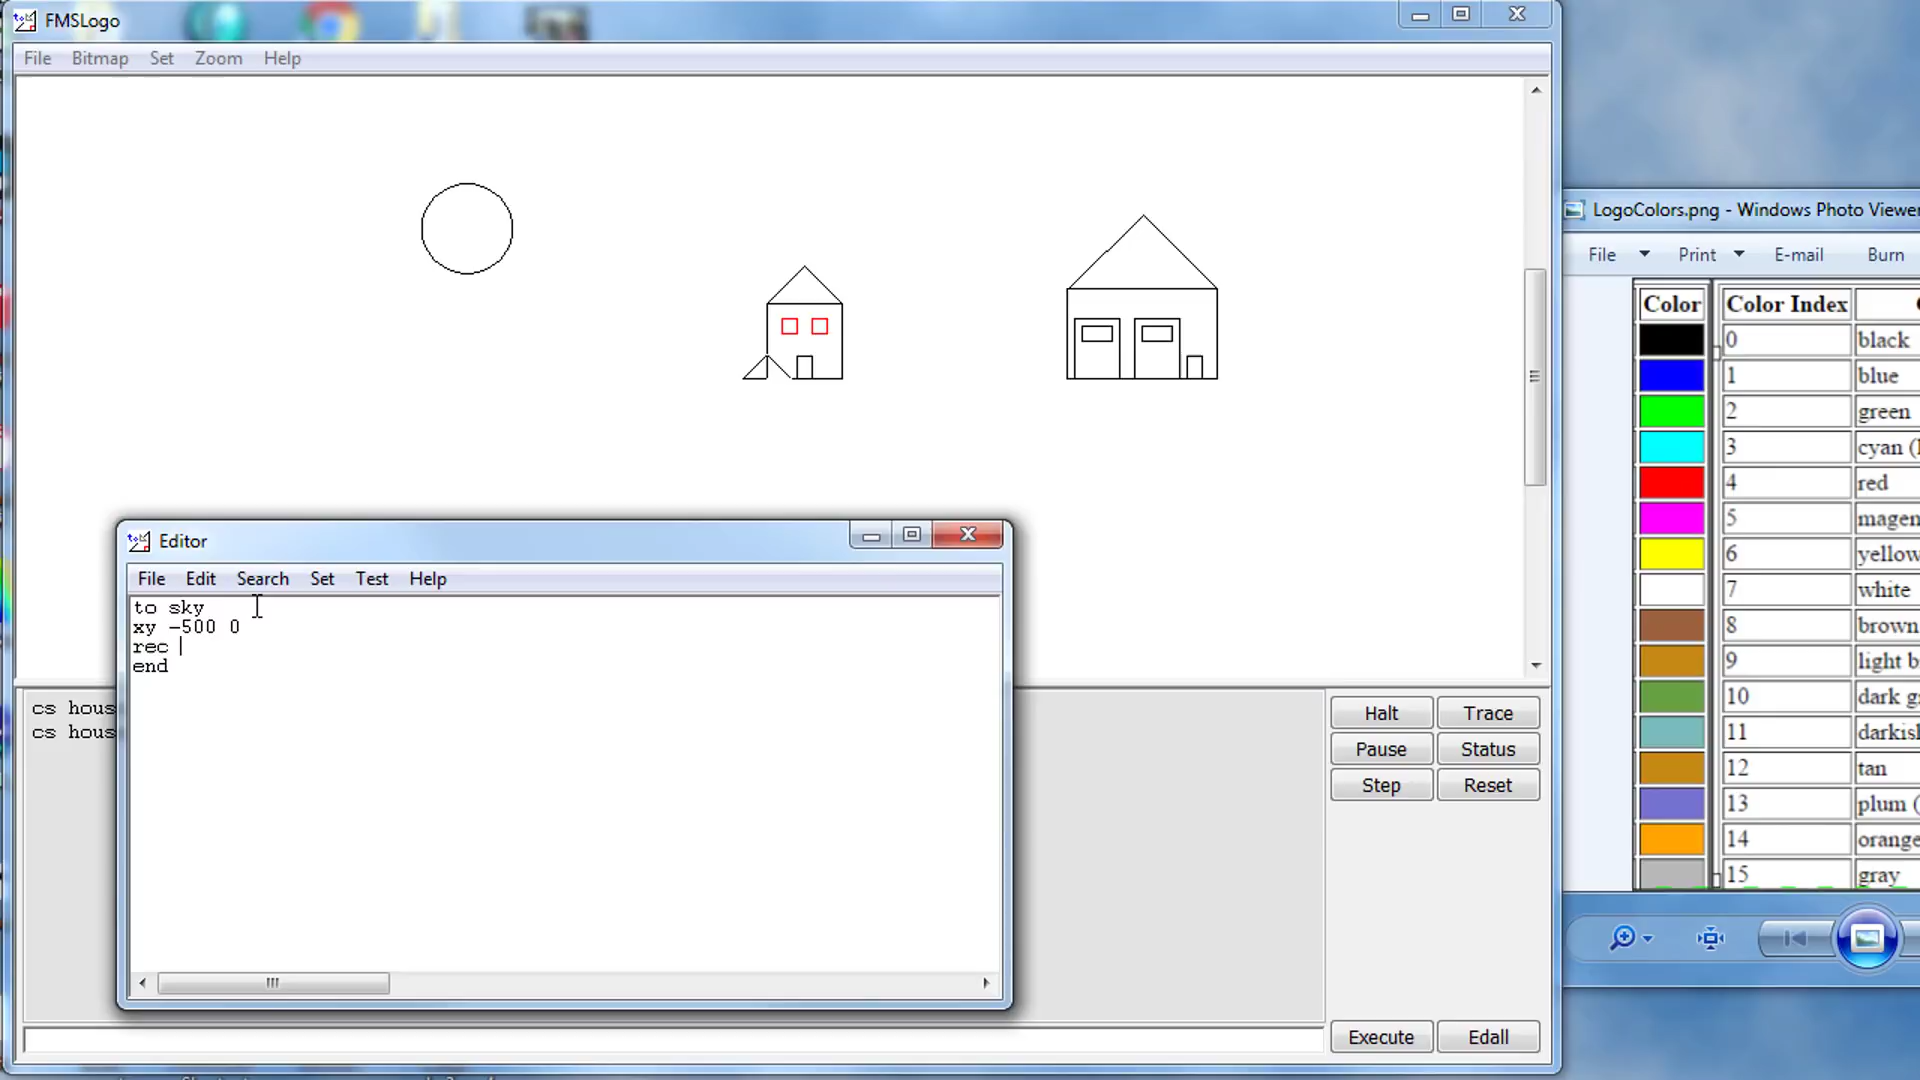 FMSLogo
File Bitmap Set Zoom Help
LogoColors.png - Windows Photo Viewer
File Print E-mail Burn
Color Color Index
0 black
1 blue
2 green
3 cyan
4 red
5
6 yellow
7 white
8 brown
9 light
10 dark
11
12 tan
13 plum
14 orange
15 gray
Editor
File Edit Search Set Test Help
to sky
xy -500 0
rec
end
cs hous
cs hous
Halt Trace
Pause Status
Step Reset
Execute Edall